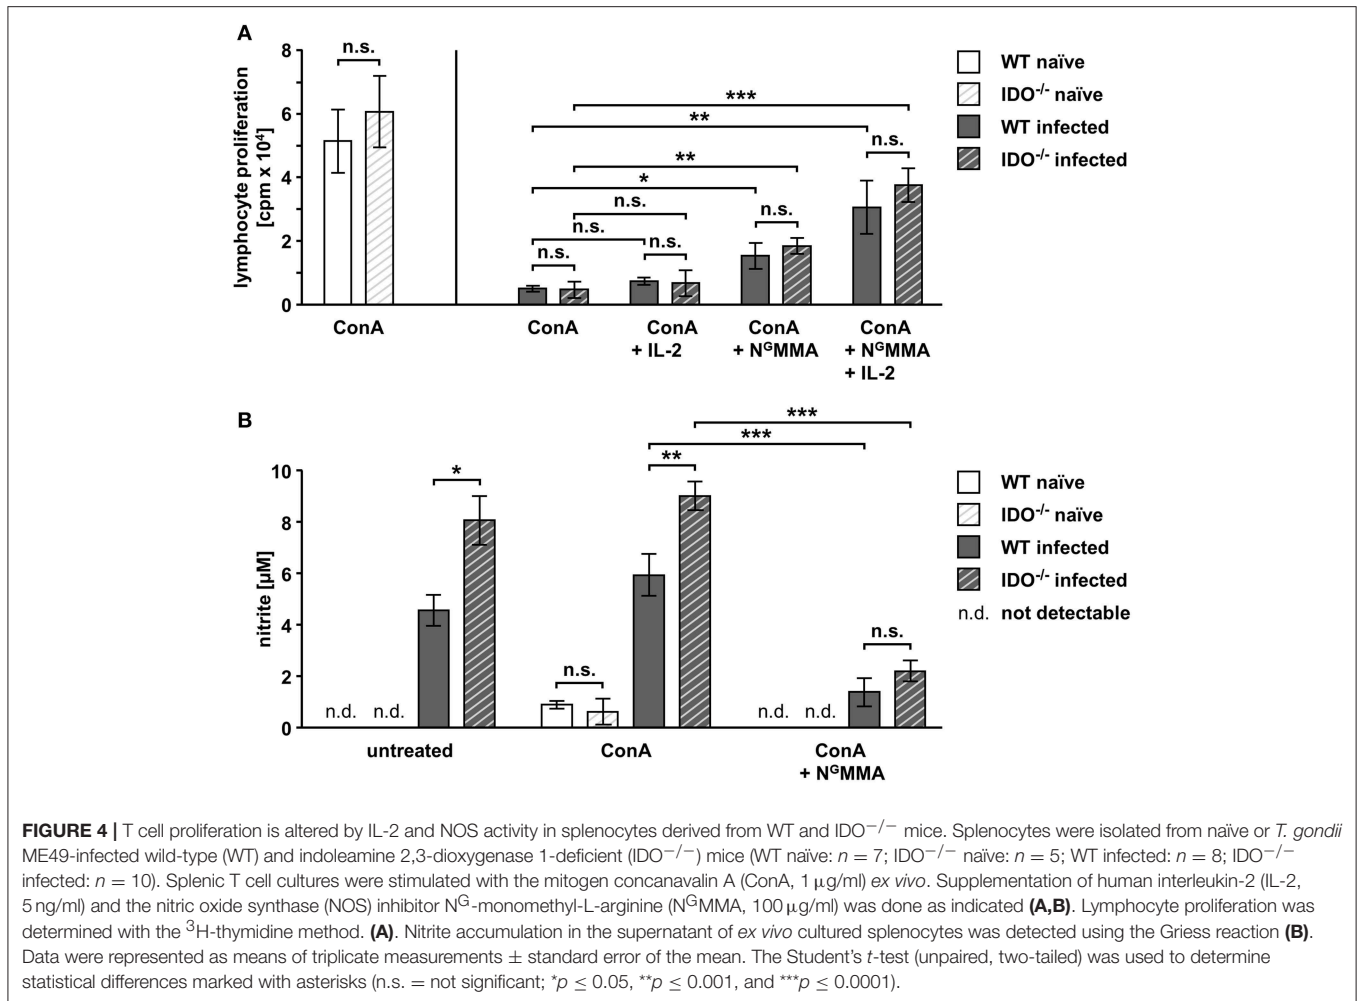 A
lymphocyte proliferation
[cpm x 10⁴]
8
6
4
2
0
n.s.
***
**
**
*
n.s.
n.s.
n.s.
n.s.
n.s.
n.s.
ConA
ConA
ConA
+ IL-2
ConA
+ NᴳMMA
ConA
+ NᴳMMA
+ IL-2
WT naïve
IDO⁻/⁻ naïve
WT infected
IDO⁻/⁻ infected
B
nitrite [µM]
10
8
6
4
2
0
***
***
*
**
n.s.
n.s.
n.d.
n.d.
n.d.
n.d.
untreated
ConA
ConA
+ NᴳMMA
WT naïve
IDO⁻/⁻ naïve
WT infected
IDO⁻/⁻ infected
n.d. not detectable
FIGURE 4 | T cell proliferation is altered by IL-2 and NOS activity in splenocytes derived from WT and IDO⁻/⁻ mice. Splenocytes were isolated from naïve or T. gondii
ME49-infected wild-type (WT) and indoleamine 2,3-dioxygenase 1-deficient (IDO⁻/⁻) mice (WT naïve: n = 7; IDO⁻/⁻ naïve: n = 5; WT infected: n = 8; IDO⁻/⁻
infected: n = 10). Splenic T cell cultures were stimulated with the mitogen concanavalin A (ConA, 1 µg/ml) ex vivo. Supplementation of human interleukin-2 (IL-2,
5 ng/ml) and the nitric oxide synthase (NOS) inhibitor Nᴳ-monomethyl-L-arginine (NᴳMMA, 100 µg/ml) was done as indicated (A,B). Lymphocyte proliferation was
determined with the ³H-thymidine method. (A). Nitrite accumulation in the supernatant of ex vivo cultured splenocytes was detected using the Griess reaction (B).
Data were represented as means of triplicate measurements ± standard error of the mean. The Student's t-test (unpaired, two-tailed) was used to determine
statistical differences marked with asterisks (n.s. = not significant; *p ≤ 0.05, **p ≤ 0.001, and ***p ≤ 0.0001).